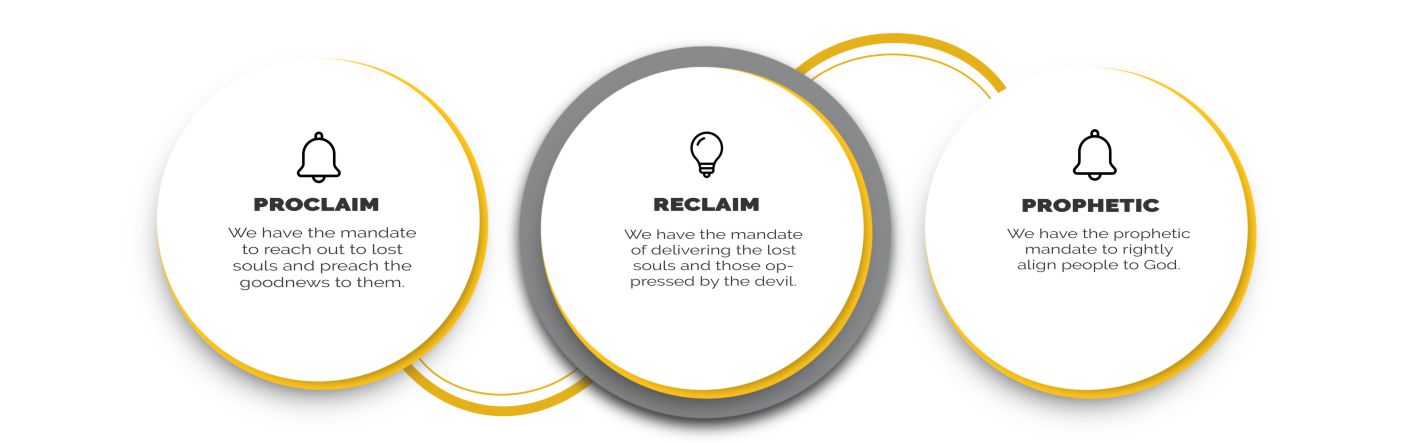 PROCLAIM
We have the mandate
to reach out to lost
souls and preach the
goodnews to them.
RECLAIM
We have the mandate
of delivering the lost
souls and those op-
pressed by the devil.
PROPHETIC
We have the prophetic
mandate to rightly
align people to God.